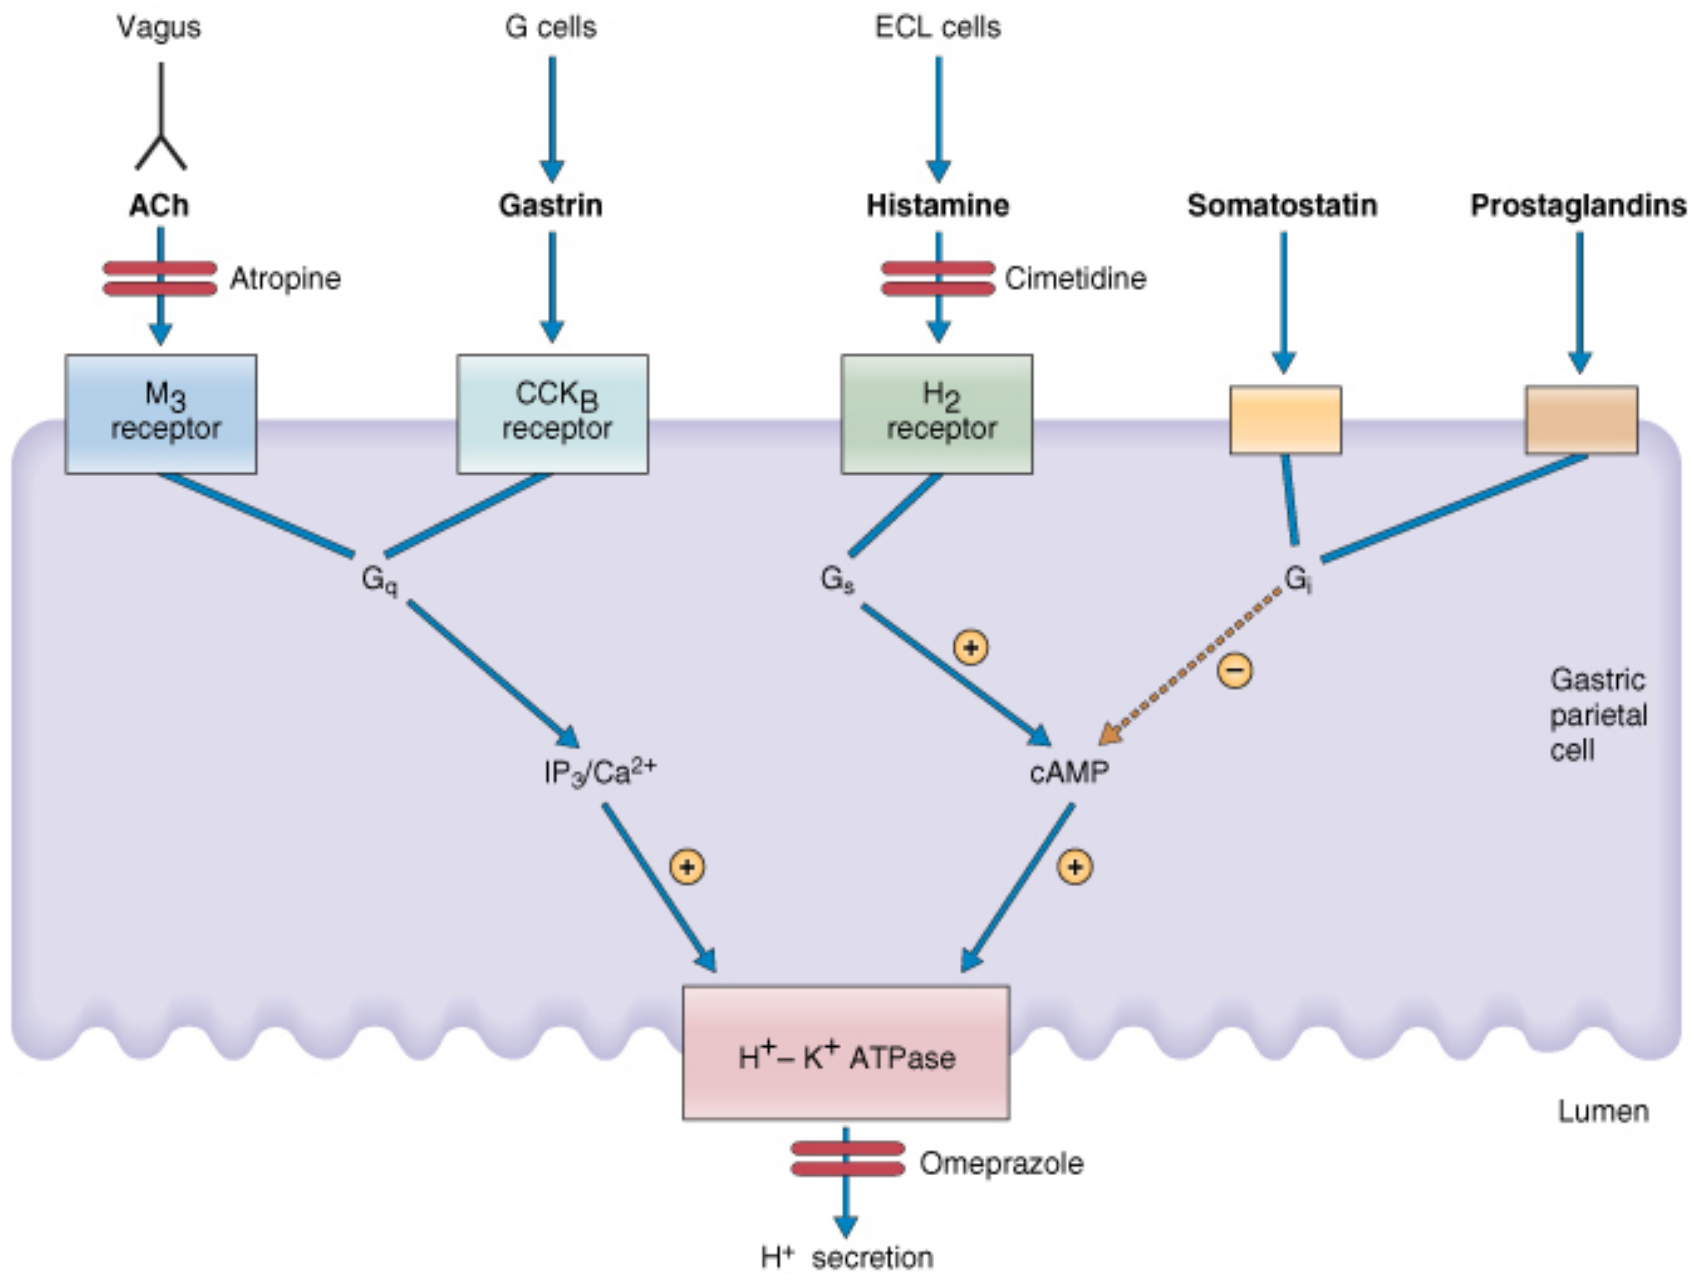 Vagus
G cells
ECL cells
ACh
Gastrin
Histamine
Somatostatin
Prostaglandins
Atropine
Cimetidine
M3
receptor
CCKB
receptor
H2
receptor
Gq
Gs
Gi
+
−
Gastric
parietal
cell
IP3/Ca2+
cAMP
+
+
H+– K+ ATPase
Lumen
Omeprazole
H+ secretion